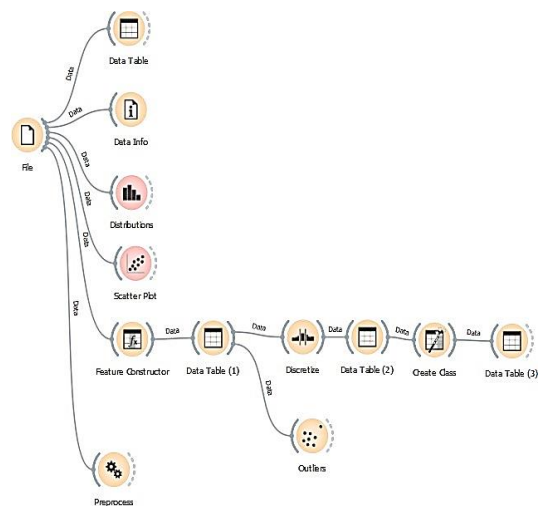 Data Table
Data
Data
Data Info
File
Data
Data
Distributions
Data
Scatter Plot
Data
Data
Data
Data
Data
Data
Feature Constructor
Data Table (1)
Discretize
Data Table (2)
Create Class
Data Table (3)
Data
Outliers
Preprocess